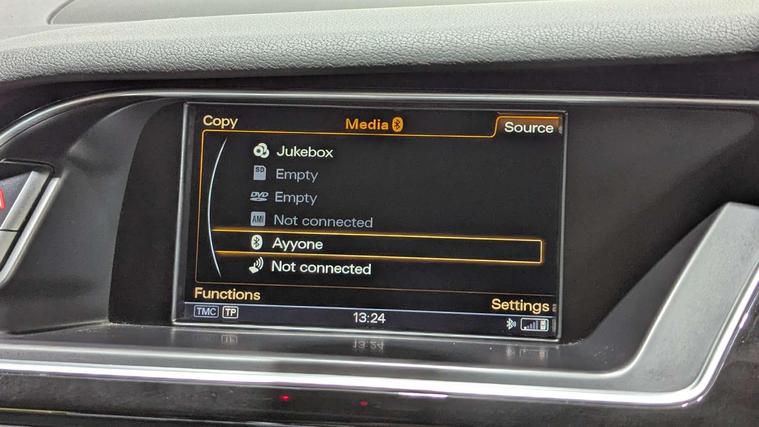 Copy Media Source
Jukebox
SD Empty
DVD Empty
AMI Not connected
Ayyone
Not connected
Functions Settings
TMC TP 13:24